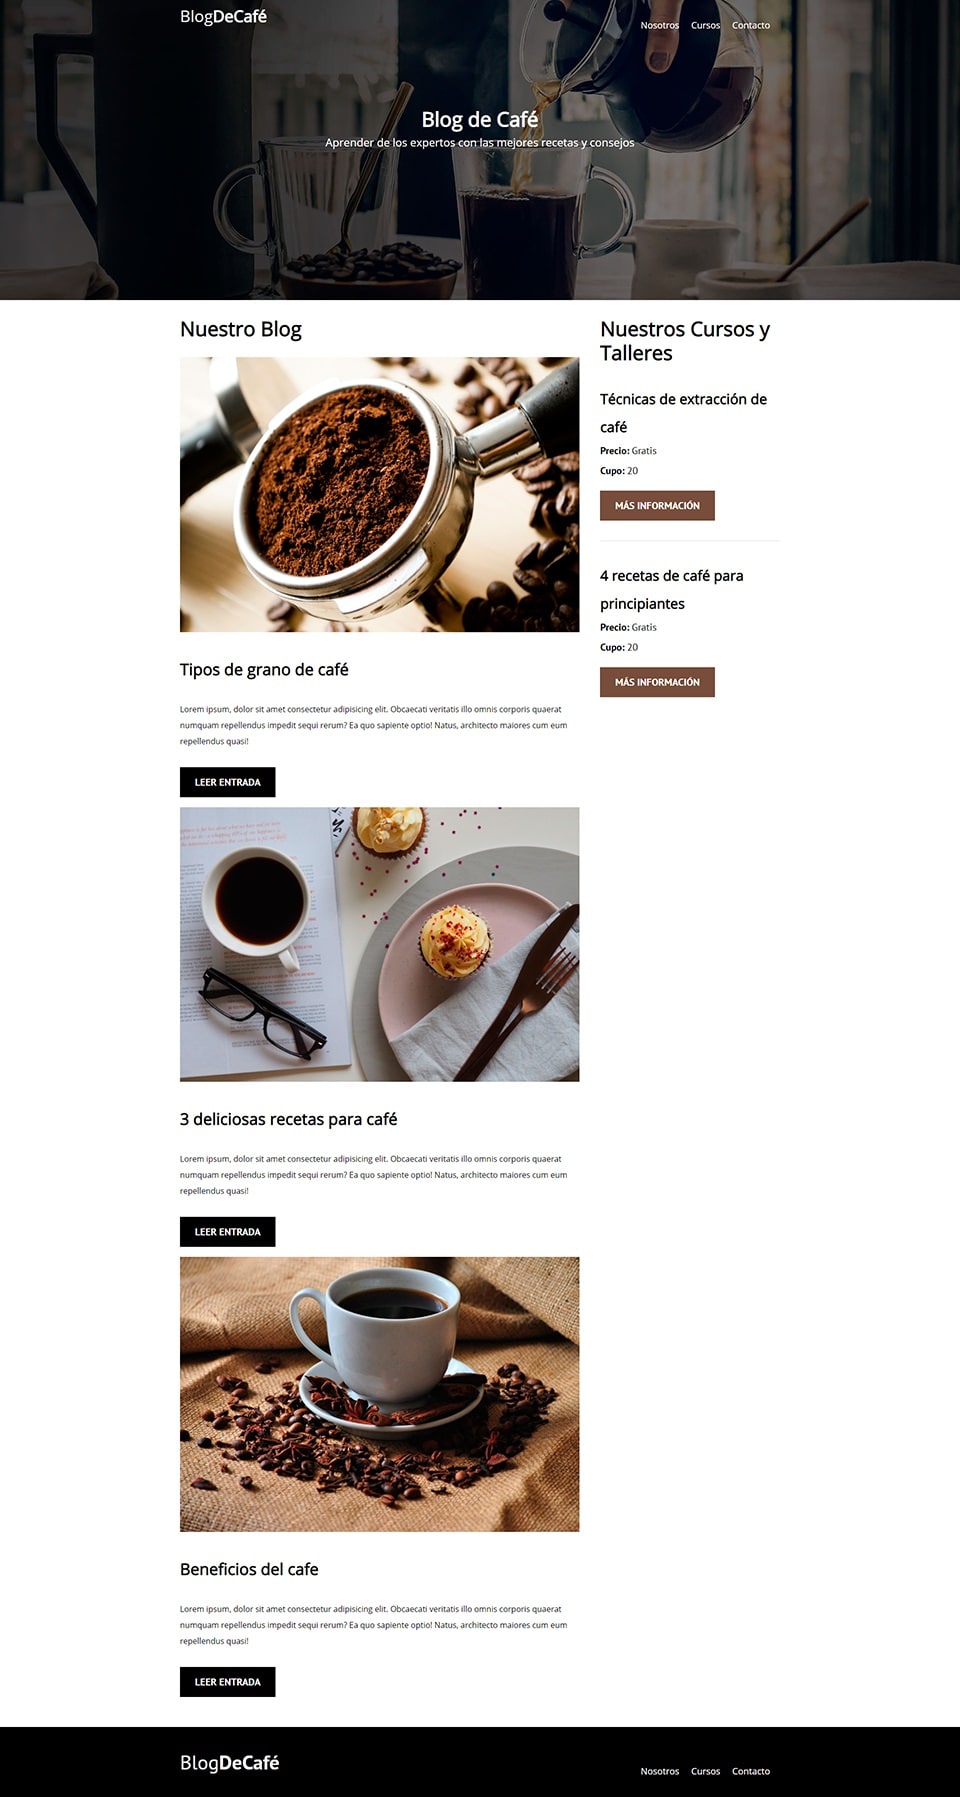 BlogDeCafé
Nosotros Cursos Contacto
Blog de Café
Aprender de los expertos con las mejores recetas y consejos
Nuestro Blog
Tipos de grano de café
Lorem ipsum, dolor sit amet consectetur adipisicing elit. Obcaecati veritatis illo omnis corporis quaerat
numquam repellendus impedit sequi rerum? Ea quo sapiente optio! Natus, architecto maiores cum eum
repellendus quasi!
LEER ENTRADA
3 deliciosas recetas para café
Lorem ipsum, dolor sit amet consectetur adipisicing elit. Obcaecati veritatis illo omnis corporis quaerat
numquam repellendus impedit sequi rerum? Ea quo sapiente optio! Natus, architecto maiores cum eum
repellendus quasi!
LEER ENTRADA
Beneficios del cafe
Lorem ipsum, dolor sit amet consectetur adipisicing elit. Obcaecati veritatis illo omnis corporis quaerat
numquam repellendus impedit sequi rerum? Ea quo sapiente optio! Natus, architecto maiores cum eum
repellendus quasi!
LEER ENTRADA
Nuestros Cursos y
Talleres
Técnicas de extracción de
café
Precio: Gratis
Cupo: 20
MÁS INFORMACIÓN
4 recetas de café para
principiantes
Precio: Gratis
Cupo: 20
MÁS INFORMACIÓN
BlogDeCafé
Nosotros Cursos Contacto